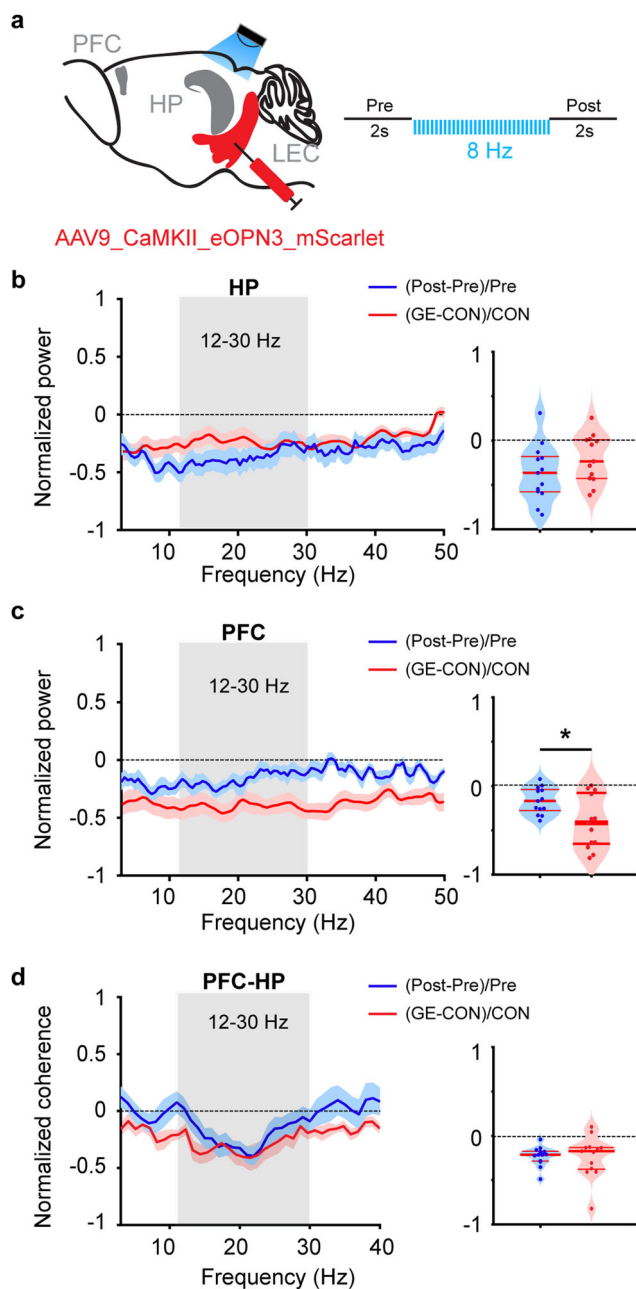 a
PFC
HP
LEC
AAV9_CaMKII_eOPN3_mScarlet
Pre
Post
2s
2s
8 Hz
b
HP
(Post-Pre)/Pre
(GE-CON)/CON
12-30 Hz
Normalized power
1
0.5
0
-0.5
-1
10 20 30 40 50
Frequency (Hz)
1
0
-1
c
PFC
(Post-Pre)/Pre
(GE-CON)/CON
12-30 Hz
Normalized power
1
0.5
0
-0.5
-1
10 20 30 40 50
Frequency (Hz)
1
*
0
-1
d
PFC-HP
(Post-Pre)/Pre
(GE-CON)/CON
12-30 Hz
Normalized coherence
1
0.5
0
-0.5
-1
10 20 30 40
Frequency (Hz)
1
0
-1